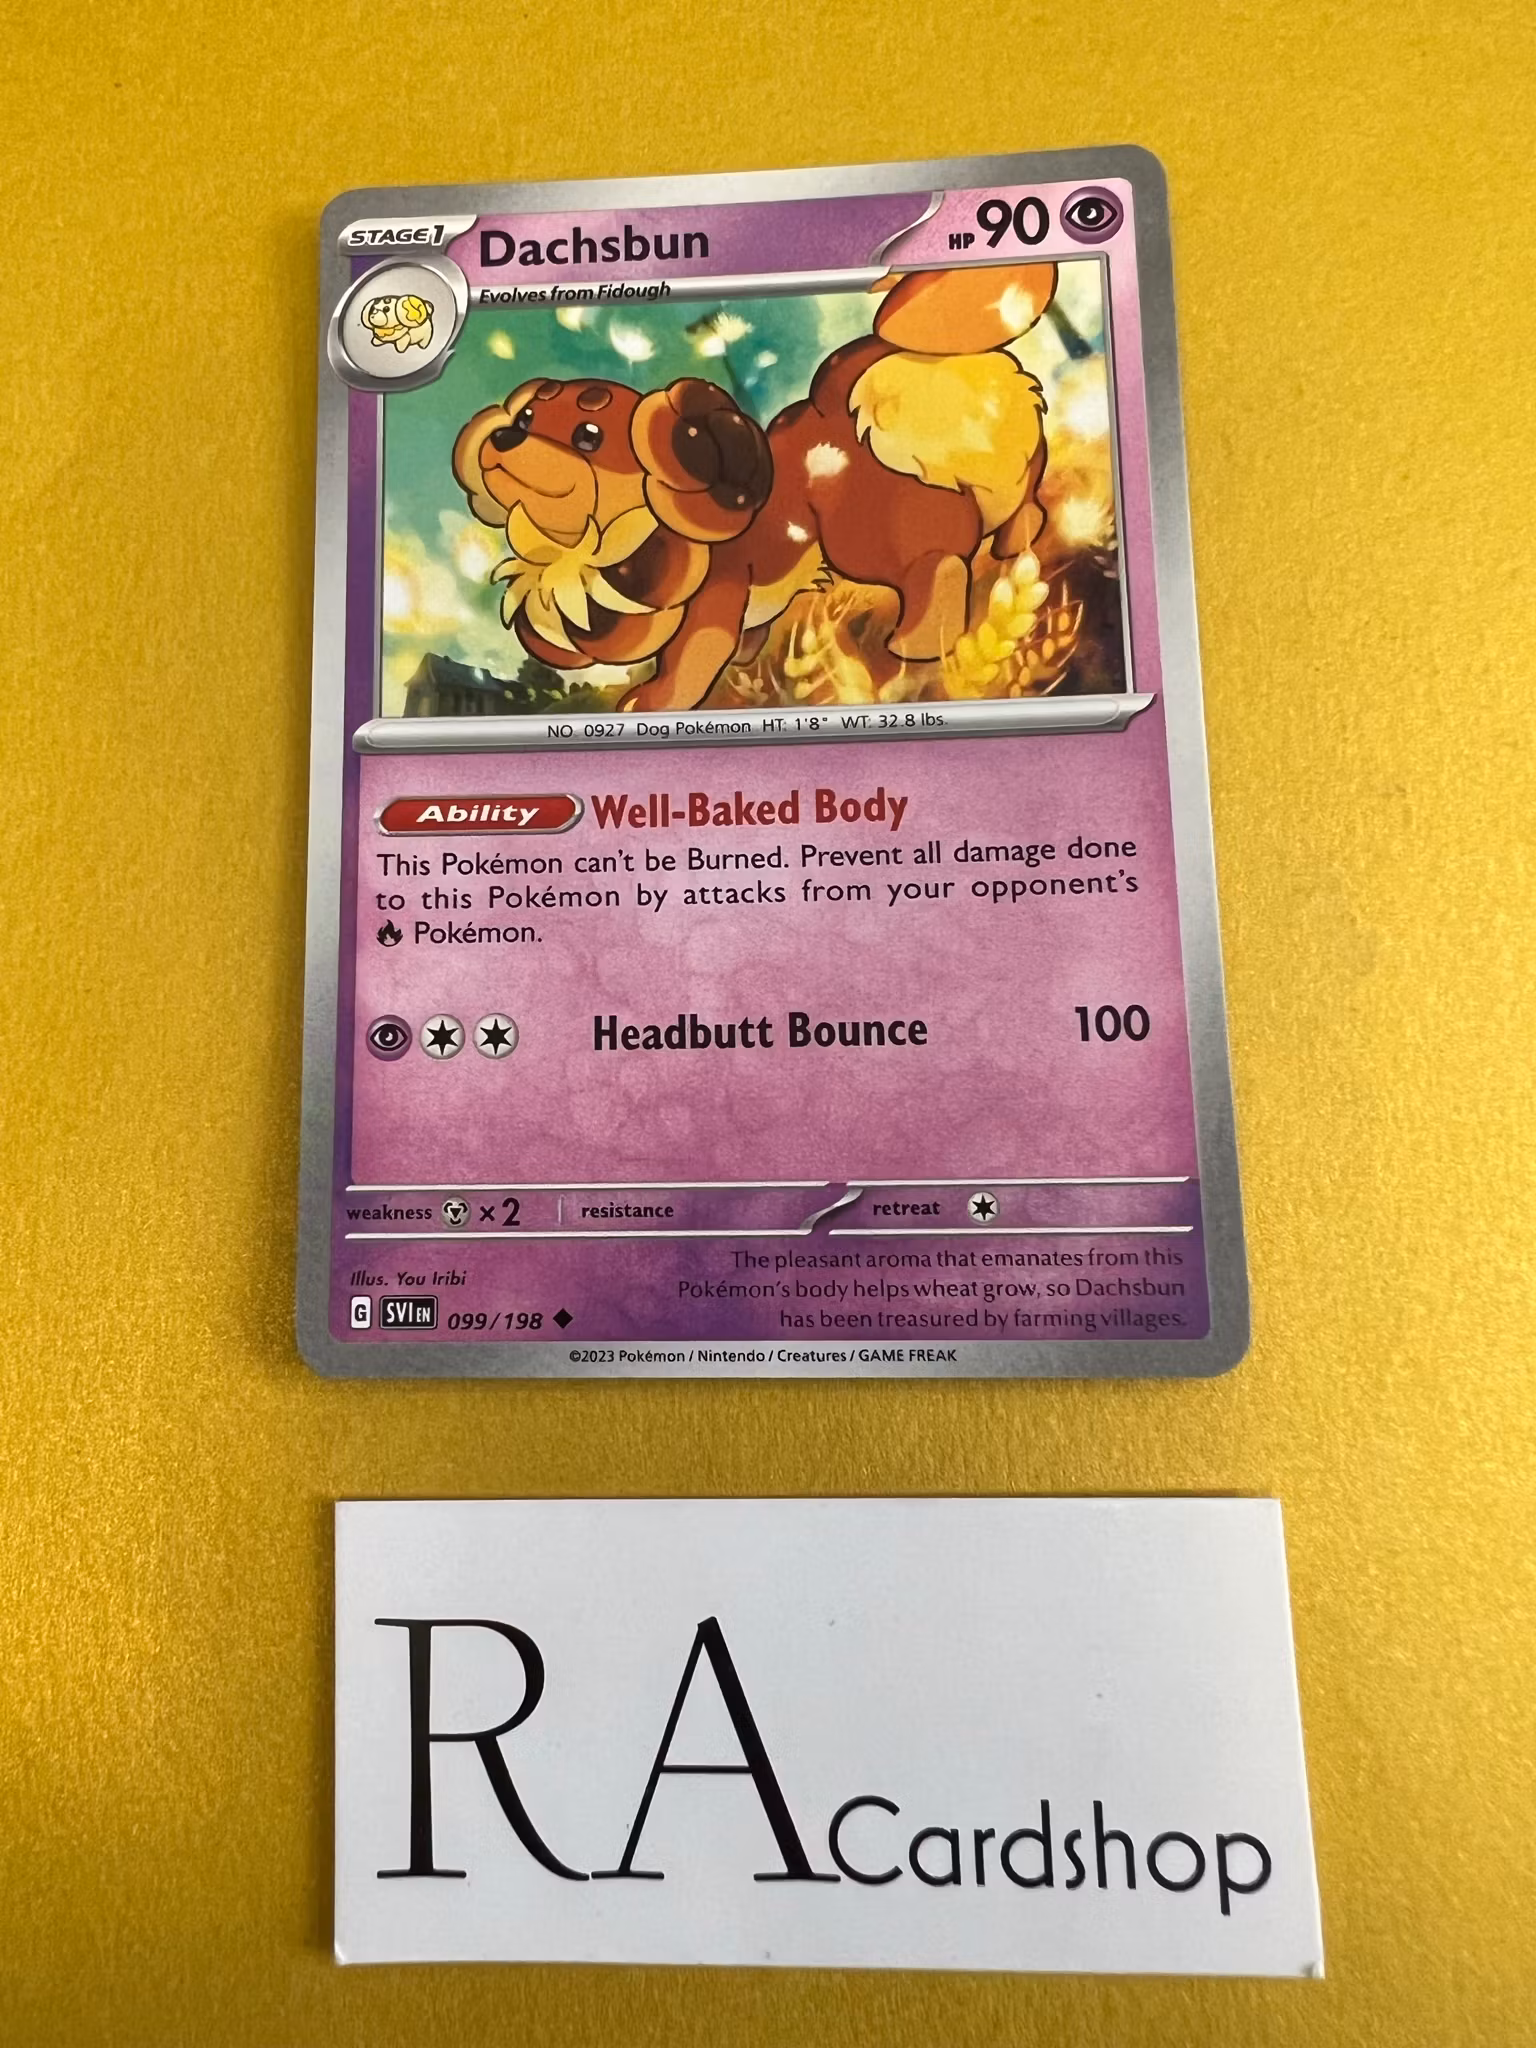 STAGE 1
Dachsbun
HP 90
Evolves from Fidough
NO. 0927 Dog Pokémon HT: 1'8" WT: 32.8 lbs.
Ability Well-Baked Body
This Pokémon can't be Burned. Prevent all damage done
to this Pokémon by attacks from your opponent's
Pokémon.
Headbutt Bounce 100
weakness ×2 resistance retreat
The pleasant aroma that emanates from this
Pokémon's body helps wheat grow, so Dachsbun
has been treasured by farming villages.
Illus. You Iribi
G SVI EN 099/198
©2023 Pokémon / Nintendo / Creatures / GAME FREAK
RA Cardshop